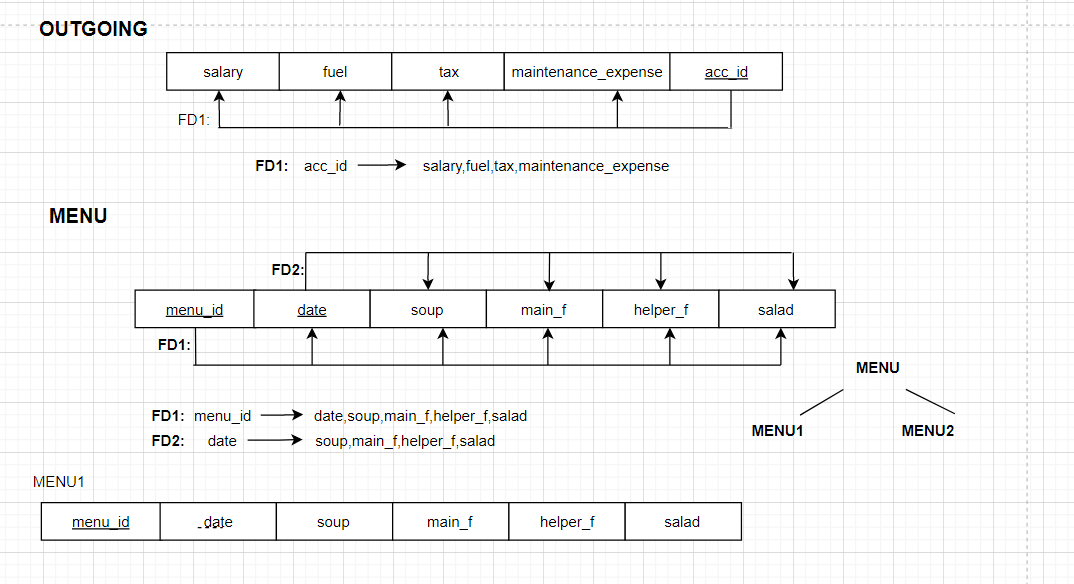 OUTGOING
salary fuel tax maintenance_expense acc_id
FD1:
FD1: acc_id salary,fuel,tax,maintenance_expense
MENU
FD2:
menu_id date soup main_f helper_f salad
FD1:
MENU
MENU1 MENU2
FD1: menu_id date,soup,main_f,helper_f,salad
FD2: date soup,main_f,helper_f,salad
MENU1
menu_id date soup main_f helper_f salad